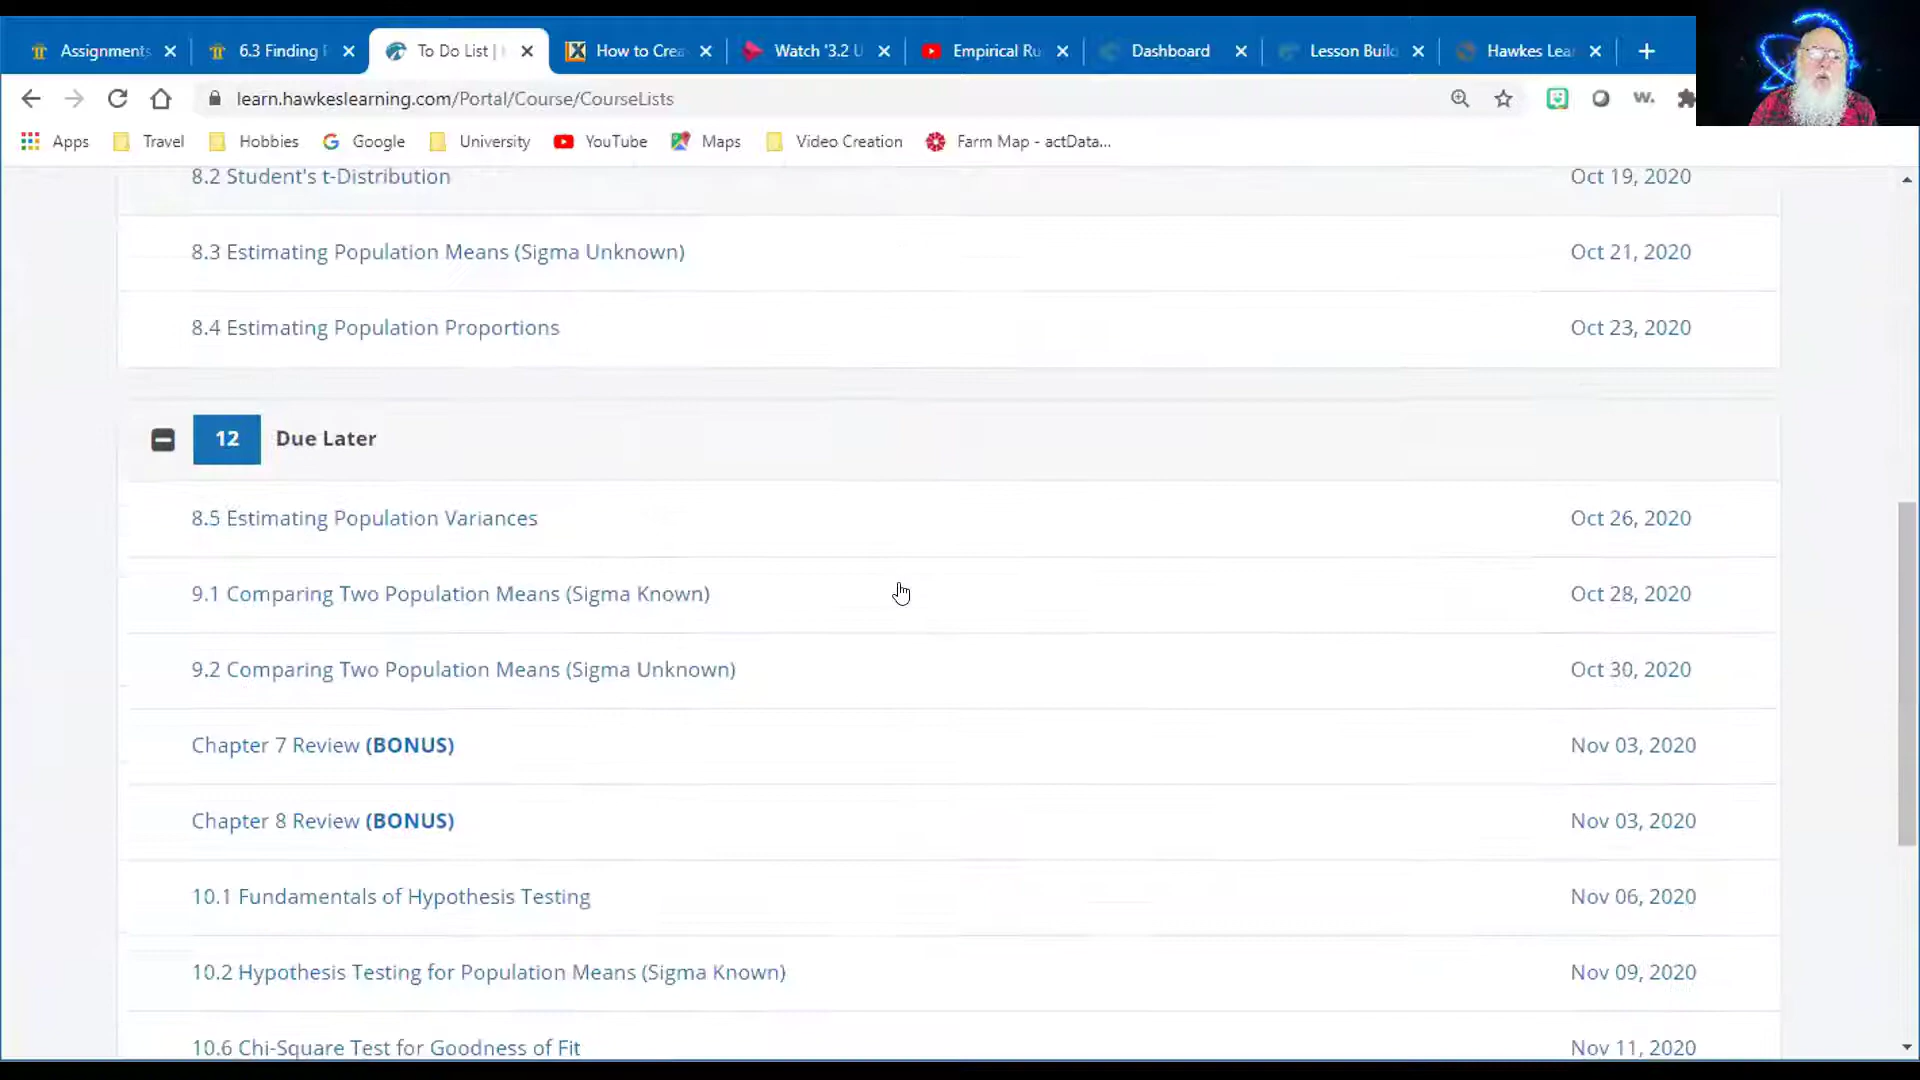 Assignments
6.3 Finding
To Do List |
How to Crea
Watch '3.2 U
Empirical Ru
Dashboard
Lesson Build
Hawkes Lea
learn.hawkeslearning.com/Portal/Course/CourseLists
w.
Apps
Travel
Hobbies
Google
University
YouTube
Maps
Video Creation
Farm Map - actData...
8.2 Student's t-Distribution Oct 19, 2020
8.3 Estimating Population Means (Sigma Unknown) Oct 21, 2020
8.4 Estimating Population Proportions Oct 23, 2020
12 Due Later
8.5 Estimating Population Variances Oct 26, 2020
9.1 Comparing Two Population Means (Sigma Known) Oct 28, 2020
9.2 Comparing Two Population Means (Sigma Unknown) Oct 30, 2020
Chapter 7 Review (BONUS) Nov 03, 2020
Chapter 8 Review (BONUS) Nov 03, 2020
10.1 Fundamentals of Hypothesis Testing Nov 06, 2020
10.2 Hypothesis Testing for Population Means (Sigma Known) Nov 09, 2020
10.6 Chi-Square Test for Goodness of Fit Nov 11, 2020